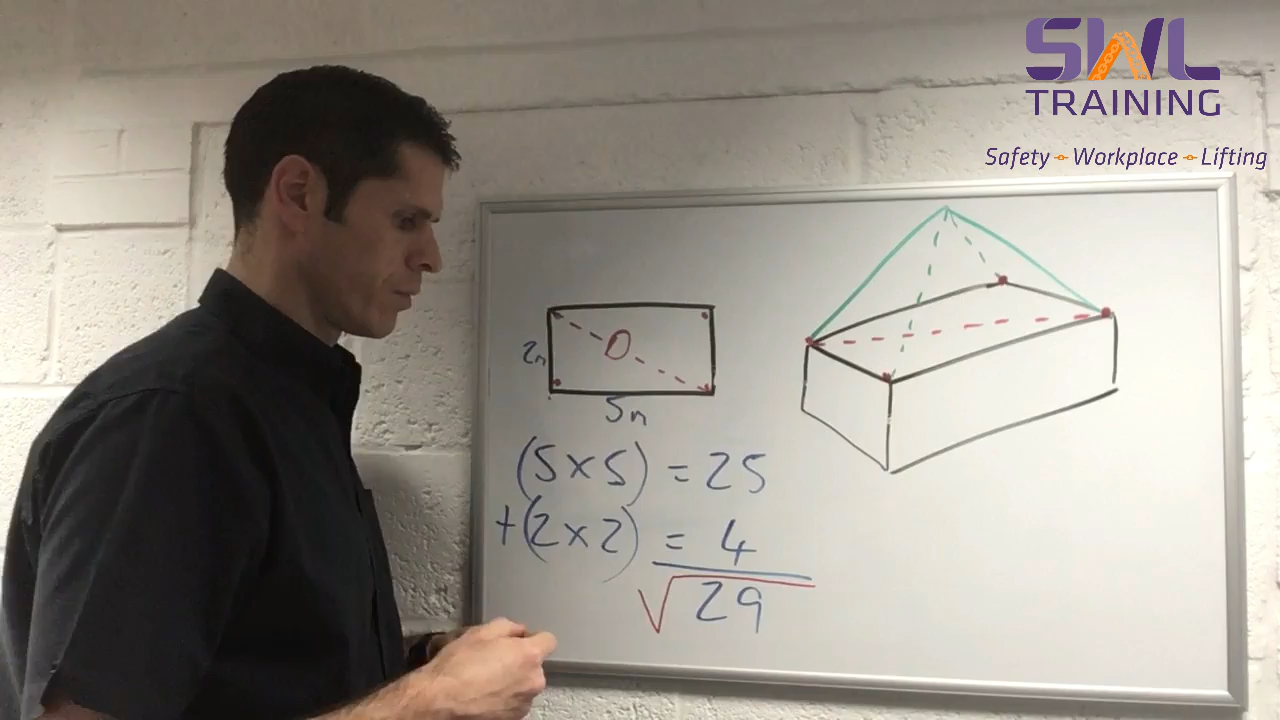 SWL
TRAINING
Safety - Workplace - Lifting
D
2m
5m
(5 x 5) = 25
+ (2 x 2) = 4
√29